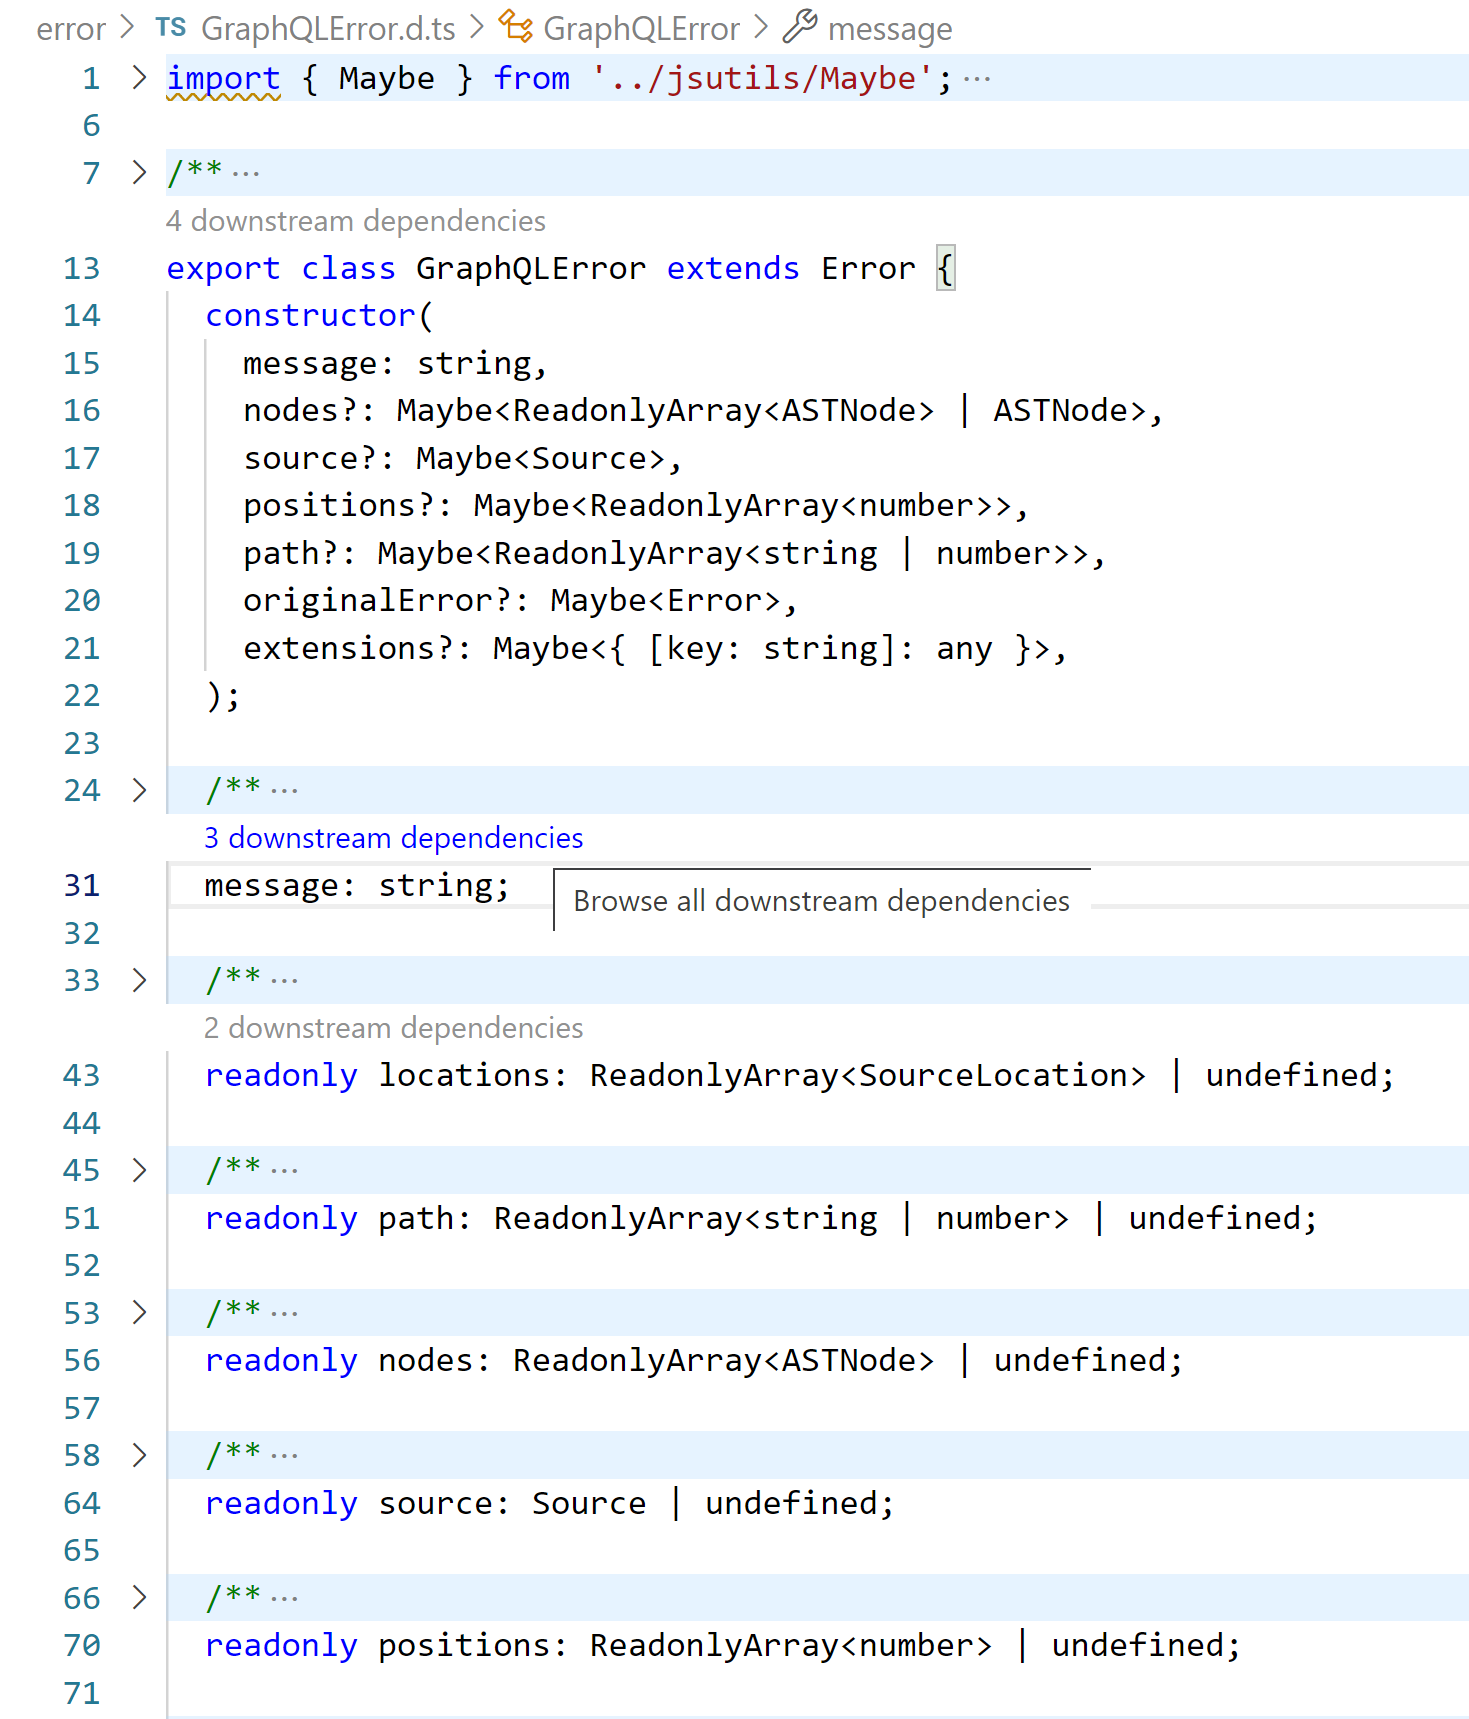 error > TS GraphQLError.d.ts > GraphQLError > message
1 > import { Maybe } from '../jsutils/Maybe'; ···
6
7 > /** ···
4 downstream dependencies
13 export class GraphQLError extends Error {
14 constructor(
15 message: string,
16 nodes?: Maybe<ReadonlyArray<ASTNode> | ASTNode>,
17 source?: Maybe<Source>,
18 positions?: Maybe<ReadonlyArray<number>>,
19 path?: Maybe<ReadonlyArray<string | number>>,
20 originalError?: Maybe<Error>,
21 extensions?: Maybe<{ [key: string]: any }>,
22 );
23
24 > /** ···
3 downstream dependencies
31 message: string;
Browse all downstream dependencies
32
33 > /** ···
2 downstream dependencies
43 readonly locations: ReadonlyArray<SourceLocation> | undefined;
44
45 > /** ···
51 readonly path: ReadonlyArray<string | number> | undefined;
52
53 > /** ···
56 readonly nodes: ReadonlyArray<ASTNode> | undefined;
57
58 > /** ···
64 readonly source: Source | undefined;
65
66 > /** ···
70 readonly positions: ReadonlyArray<number> | undefined;
71